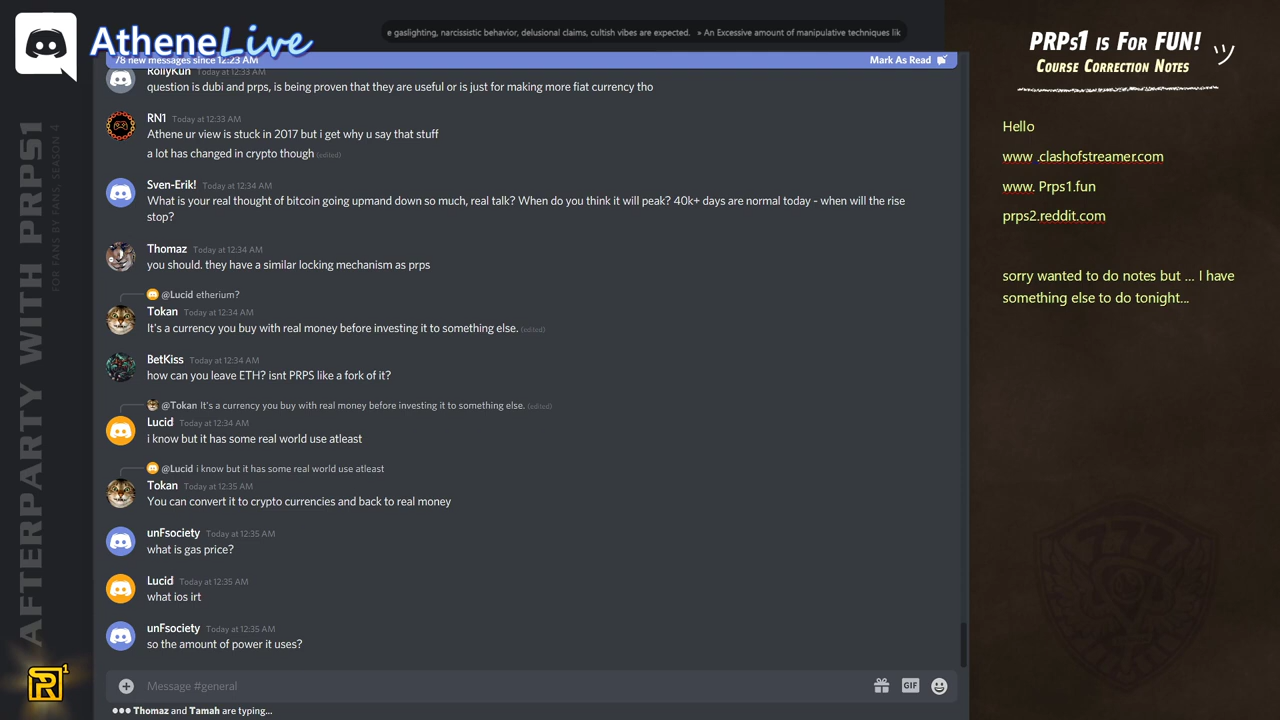 AtheneLive
e gaslighting, narcissistic behavior, delusional claims, cultish vibes are expected. » An Excessive amount of manipulative techniques lik
78 new messages since 12:23 AM
Mark As Read
RollyKun Today at 12:33 AM
question is dubi and prps, is being proven that they are useful or is just for making more fiat currency tho
RN1 Today at 12:33 AM
Athene ur view is stuck in 2017 but i get why u say that stuff
a lot has changed in crypto though (edited)
Sven-Erik! Today at 12:34 AM
What is your real thought of bitcoin going upmand down so much, real talk? When do you think it will peak? 40k+ days are normal today - when will the rise
stop?
Thomaz Today at 12:34 AM
you should. they have a similar locking mechanism as prps
@Lucid etherium?
Tokan Today at 12:34 AM
It's a currency you buy with real money before investing it to something else. (edited)
BetKiss Today at 12:34 AM
how can you leave ETH? isnt PRPS like a fork of it?
@Tokan It's a currency you buy with real money before investing it to something else. (edited)
Lucid Today at 12:34 AM
i know but it has some real world use atleast
@Lucid i know but it has some real world use atleast
Tokan Today at 12:35 AM
You can convert it to crypto currencies and back to real money
unFsociety Today at 12:35 AM
what is gas price?
Lucid Today at 12:35 AM
what ios irt
unFsociety Today at 12:35 AM
so the amount of power it uses?
Message #general
GIF
Thomaz and Tamah are typing...
AFTERPARTY WITH PRPS1
FOR FANS BY FANS, SEASON 4
1
PRPs1 is For FUN!
Course Correction Notes
ツ
Hello
www .clashofstreamer.com
www. Prps1.fun
prps2.reddit.com
sorry wanted to do notes but ... I have
something else to do tonight...
777